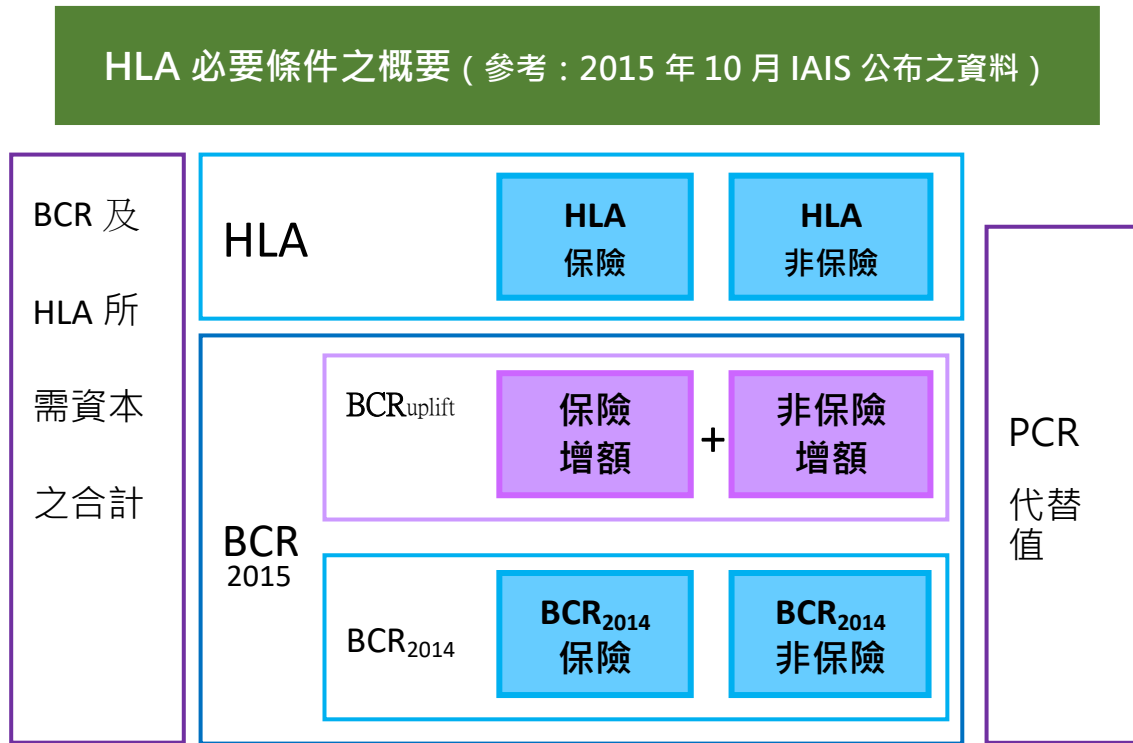 HLA 必要條件之概要（參考：2015 年 10 月 IAIS 公布之資料）
BCR 及
HLA 所
需資本
之合計
HLA
HLA
保險
HLA
非保險
BCRuplift
保險
增額
+
非保險
增額
BCR
2015
BCR₂₀₁₄
BCR₂₀₁₄
保險
BCR₂₀₁₄
非保險
PCR
代替
值